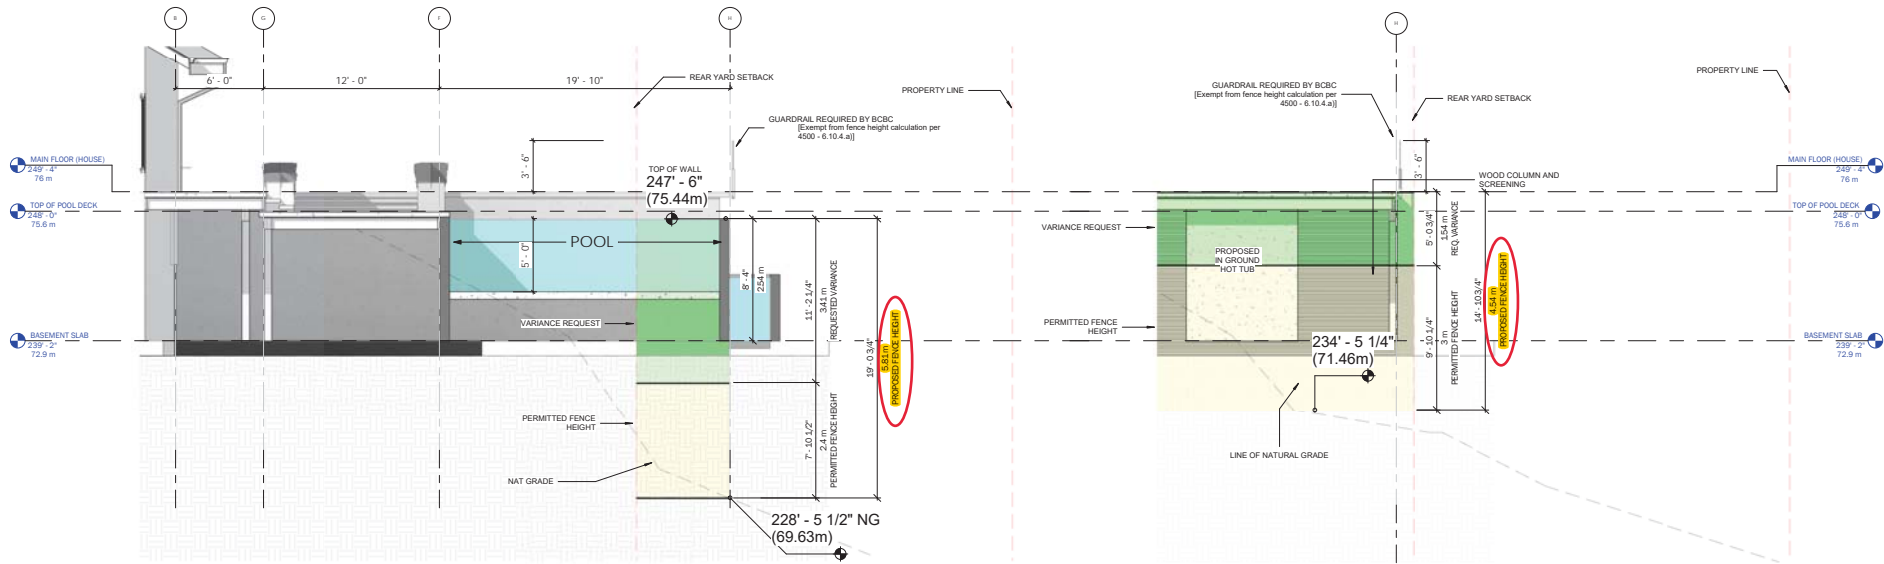 B
G
F
H
6' - 0"
12' - 0"
19' - 10"
REAR YARD SETBACK
PROPERTY LINE
GUARDRAIL REQUIRED BY BCBC
[Exempt from fence height calculation per
4500 - 6.10.4.a)]
MAIN FLOOR (HOUSE)
249' - 4"
76 m
TOP OF POOL DECK
248' - 0"
75.6 m
BASEMENT SLAB
239' - 2"
72.9 m
3' - 6"
TOP OF WALL
247' - 6"
(75.44m)
POOL
5' - 0"
8' - 4"
2.54 m
VARIANCE REQUEST
11' - 2 1/4"
3.41 m
REQUESTED VARIANCE
19' - 0 3/4"
5.81 m
PROPOSED FENCE HEIGHT
PERMITTED FENCE
HEIGHT
7' - 10 1/2"
2.4 m
PERMITTED FENCE HEIGHT
NAT GRADE
228' - 5 1/2" NG
(69.63m)
H
GUARDRAIL REQUIRED BY BCBC
[Exempt from fence height calculation per
4500 - 6.10.4.a)]
REAR YARD SETBACK
PROPERTY LINE
3' - 6"
WOOD COLUMN AND
SCREENING
MAIN FLOOR (HOUSE)
249' - 4"
76 m
TOP OF POOL DECK
248' - 0"
75.6 m
BASEMENT SLAB
239' - 2"
72.9 m
VARIANCE REQUEST
PROPOSED
IN GROUND
HOT TUB
5' - 0 3/4"
1.54 m
REQ. VARIANCE
14' - 10 3/4"
4.54 m
PROPOSED FENCE HEIGHT
PERMITTED FENCE
HEIGHT
9' - 10 1/4"
3 m
PERMITTED FENCE HEIGHT
234' - 5 1/4"
(71.46m)
LINE OF NATURAL GRADE